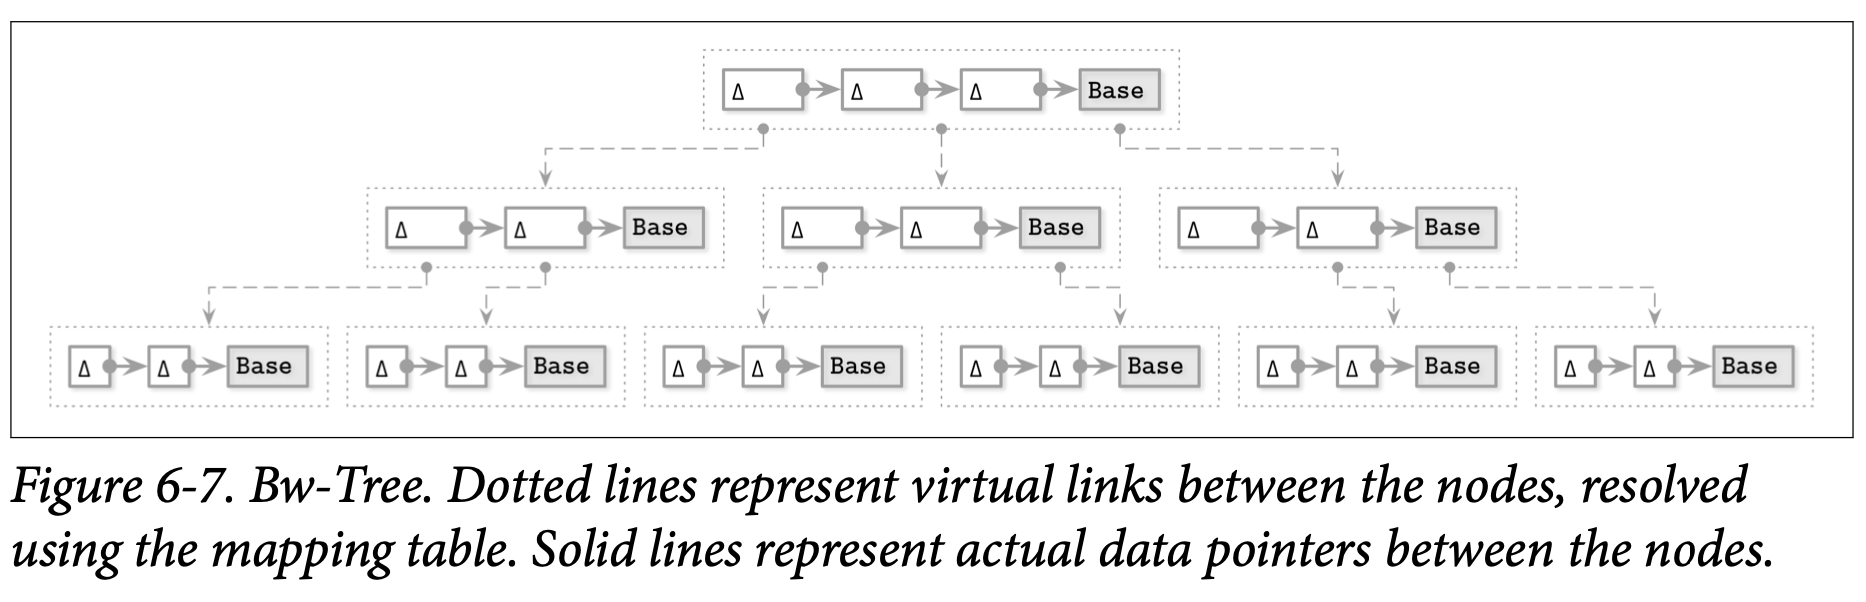 Δ Δ Δ Base
Δ Δ Base Δ Δ Base Δ Δ Base
Δ Δ Base Δ Δ Base Δ Δ Base Δ Δ Base Δ Δ Base Δ Δ Base
Figure 6-7. Bw-Tree. Dotted lines represent virtual links between the nodes, resolved
using the mapping table. Solid lines represent actual data pointers between the nodes.